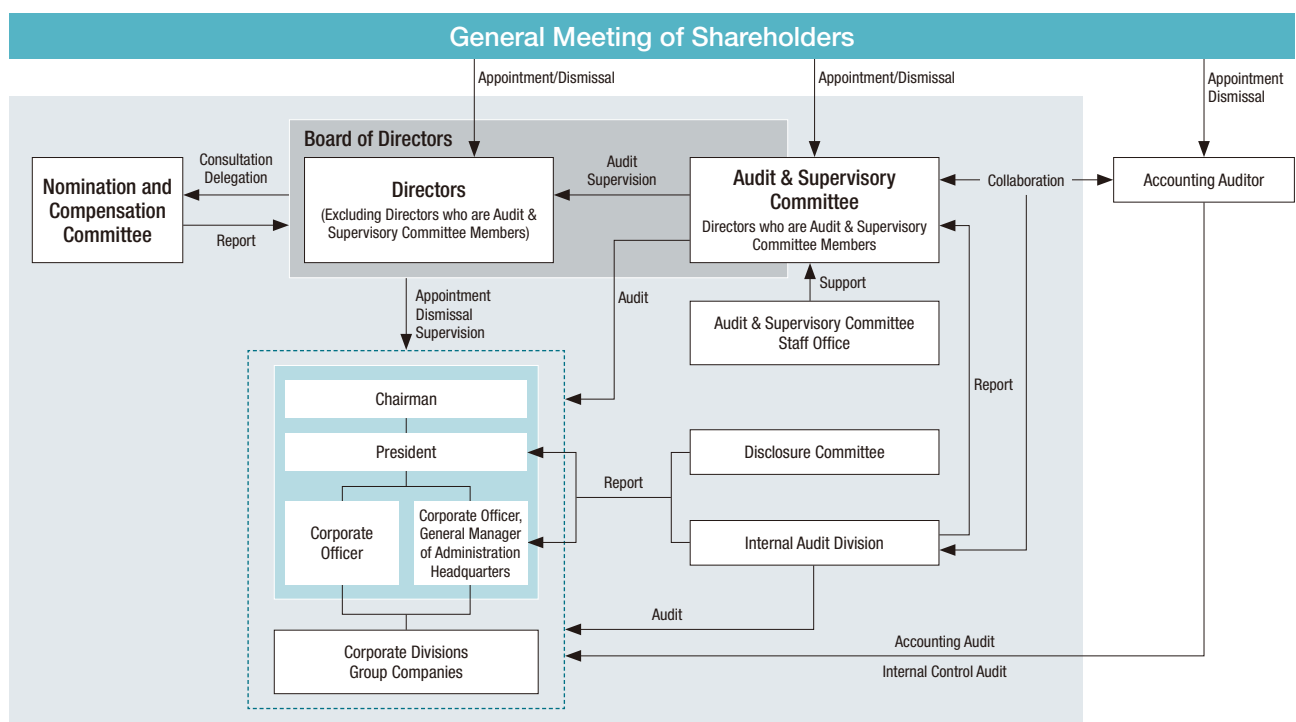 General Meeting of Shareholders
Appointment/Dismissal
Appointment/Dismissal
Appointment
Dismissal
Board of Directors
Nomination and
Compensation
Committee
Consultation
Delegation
Report
Directors
(Excluding Directors who are Audit &
Supervisory Committee Members)
Audit
Supervision
Audit & Supervisory
Committee
Directors who are Audit & Supervisory
Committee Members
Collaboration
Accounting Auditor
Appointment
Dismissal
Supervision
Audit
Support
Audit & Supervisory Committee
Staff Office
Report
Chairman
President
Corporate
Officer
Corporate Officer,
General Manager
of Administration
Headquarters
Report
Disclosure Committee
Internal Audit Division
Audit
Corporate Divisions
Group Companies
Accounting Audit
Internal Control Audit